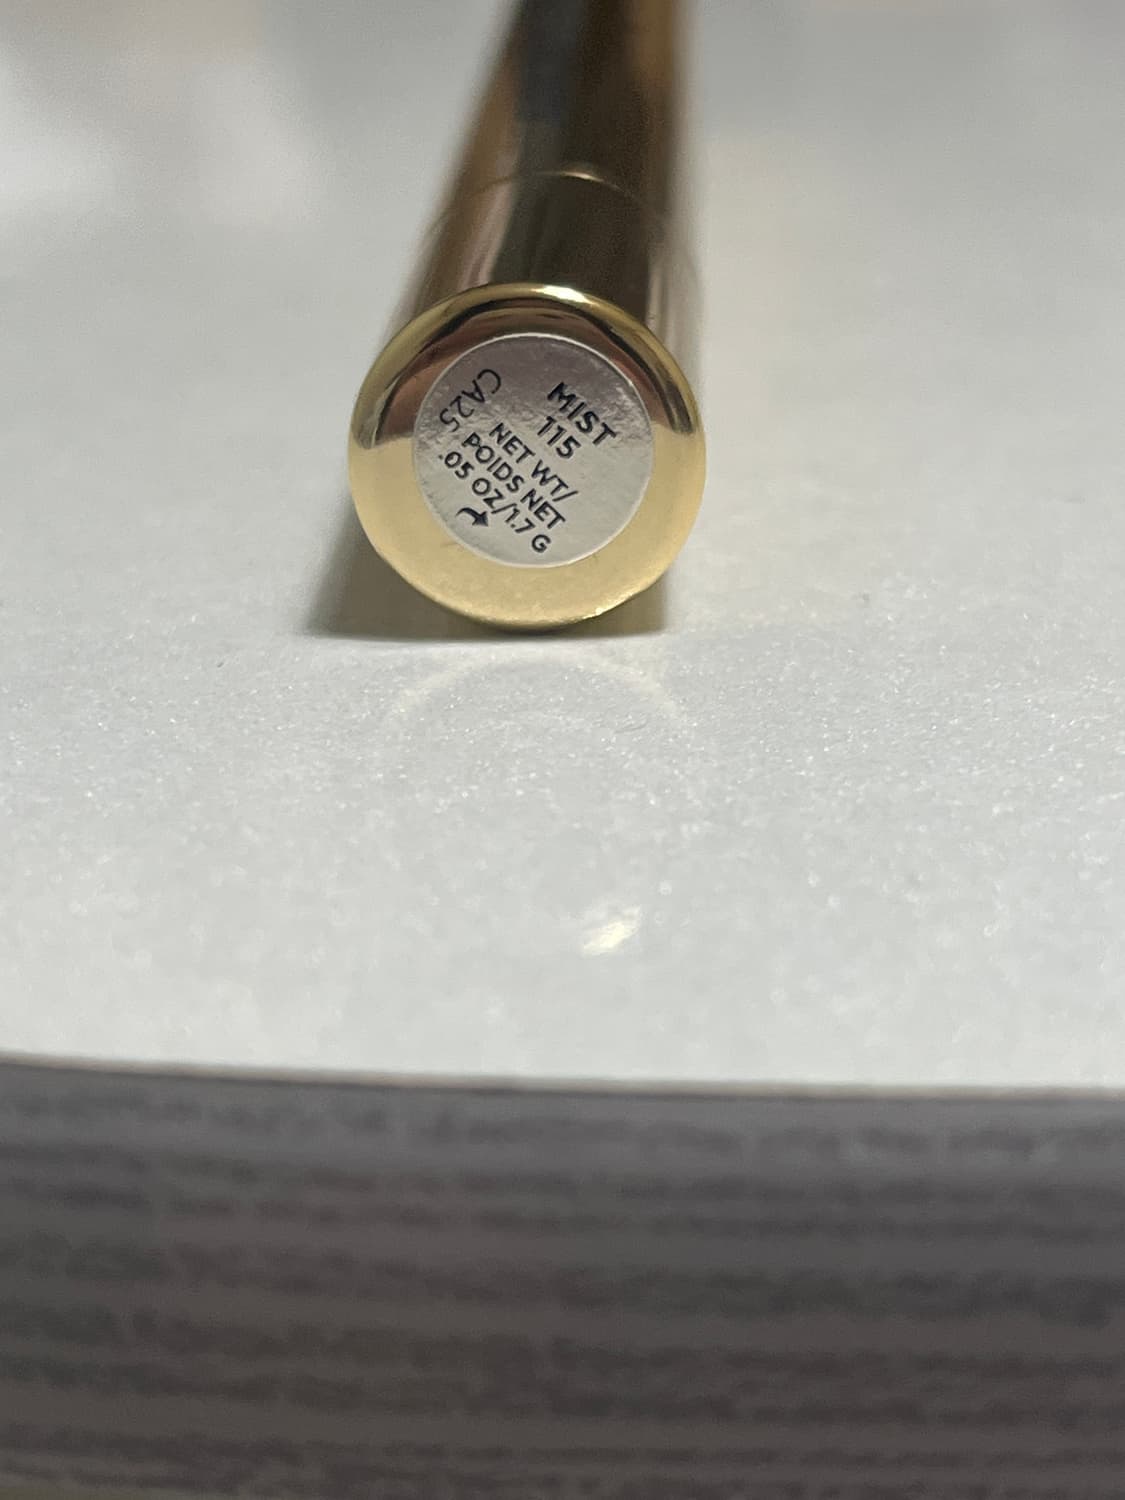 MIST
115
NET WT/
POIDS NET
.05 OZ/1.7 G
CA25